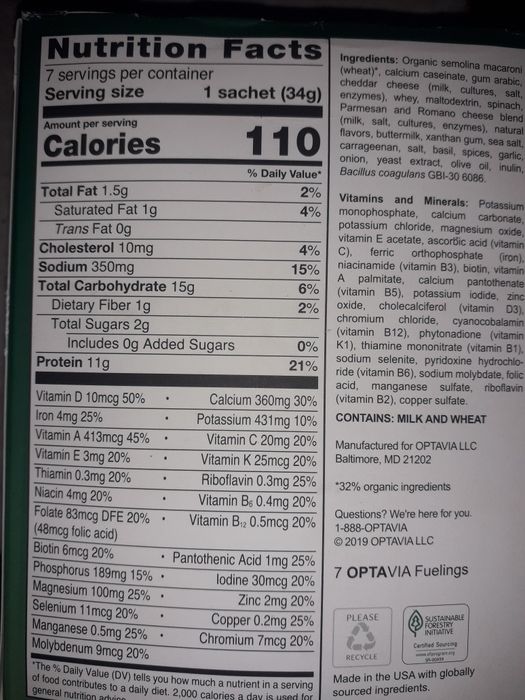 Nutrition Facts
7 servings per container
Serving size 1 sachet (34g)
Amount per serving
Calories 110
% Daily Value*
Total Fat 1.5g 2%
Saturated Fat 1g 4%
Trans Fat 0g
Cholesterol 10mg 4%
Sodium 350mg 15%
Total Carbohydrate 15g 6%
Dietary Fiber 1g 2%
Total Sugars 2g
Includes 0g Added Sugars 0%
Protein 11g 21%
Vitamin D 10mcg 50% • Calcium 360mg 30%
Iron 4mg 25% • Potassium 431mg 10%
Vitamin A 413mcg 45% • Vitamin C 20mg 20%
Vitamin E 3mg 20% • Vitamin K 25mcg 20%
Thiamin 0.3mg 20% • Riboflavin 0.3mg 25%
Niacin 4mg 20% • Vitamin B₆ 0.4mg 20%
Folate 83mcg DFE 20% • Vitamin B₁₂ 0.5mcg 20%
(48mcg folic acid)
Biotin 6mcg 20% • Pantothenic Acid 1mg 25%
Phosphorus 189mg 15% • Iodine 30mcg 20%
Magnesium 100mg 25% • Zinc 2mg 20%
Selenium 11mcg 20% • Copper 0.2mg 25%
Manganese 0.5mg 25% • Chromium 7mcg 20%
Molybdenum 9mcg 20%
*The % Daily Value (DV) tells you how much a nutrient in a serving
of food contributes to a daily diet. 2,000 calories a day is used for
general nutrition advice.
Ingredients: Organic semolina macaroni
(wheat)*, calcium caseinate, gum arabic,
cheddar cheese (milk, cultures, salt,
enzymes), whey, maltodextrin, spinach,
Parmesan and Romano cheese blend
(milk, salt, cultures, enzymes), natural
flavors, buttermilk, xanthan gum, sea salt,
carrageenan, salt, basil, spices, garlic,
onion, yeast extract, olive oil, inulin,
Bacillus coagulans GBI-30 6086.
Vitamins and Minerals: Potassium
monophosphate, calcium carbonate,
potassium chloride, magnesium oxide,
vitamin E acetate, ascorbic acid (vitamin
C), ferric orthophosphate (iron),
niacinamide (vitamin B3), biotin, vitamin
A palmitate, calcium pantothenate
(vitamin B5), potassium iodide, zinc
oxide, cholecalciferol (vitamin D3),
chromium chloride, cyanocobalamin
(vitamin B12), phytonadione (vitamin
K1), thiamine mononitrate (vitamin B1),
sodium selenite, pyridoxine hydrochlo-
ride (vitamin B6), sodium molybdate, folic
acid, manganese sulfate, riboflavin
(vitamin B2), copper sulfate.
CONTAINS: MILK AND WHEAT
Manufactured for OPTAVIA LLC
Baltimore, MD 21202
*32% organic ingredients
Questions? We're here for you.
1-888-OPTAVIA
© 2019 OPTAVIA LLC
7 OPTAVIA Fuelings
PLEASE
RECYCLE
SUSTAINABLE
FORESTRY
INITIATIVE
Certified Sourcing
Made in the USA with globally
sourced ingredients.